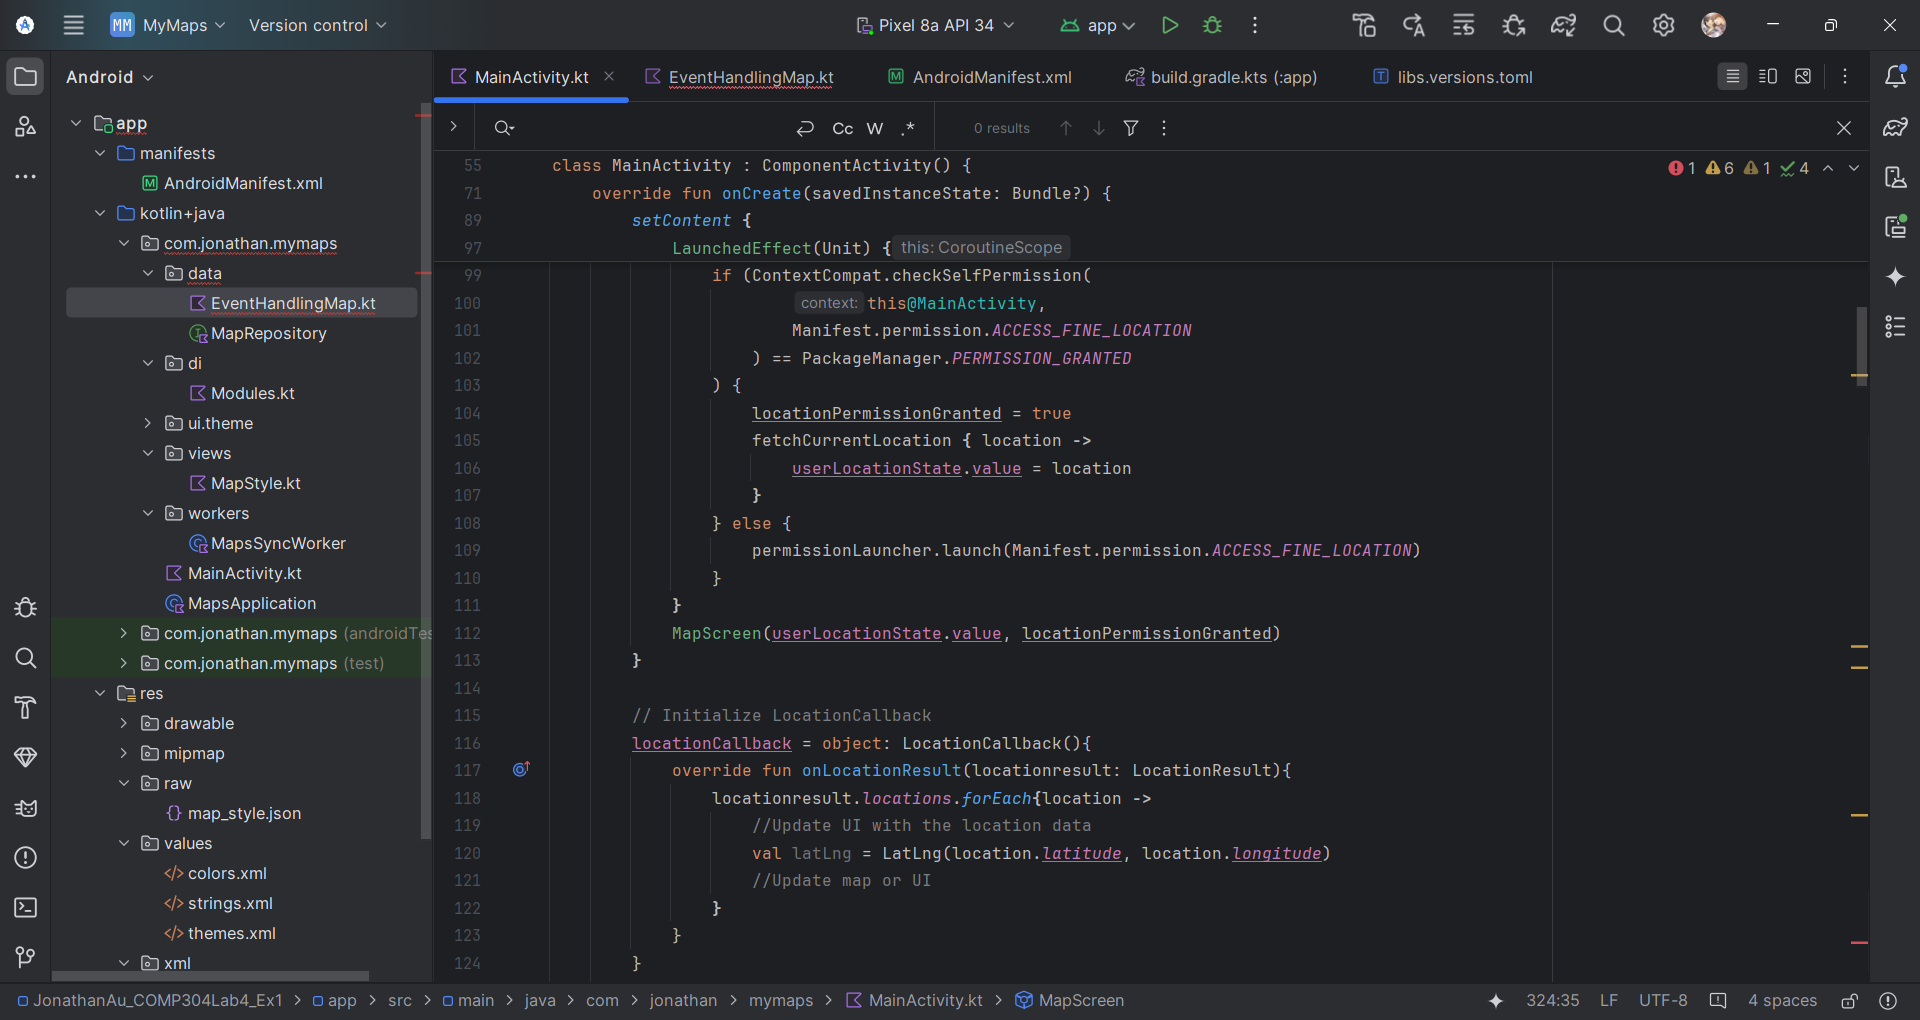 MM MyMaps Version control Pixel 8a API 34 app
Android
MainActivity.kt EventHandlingMap.kt AndroidManifest.xml build.gradle.kts (:app) libs.versions.toml
Cc W .* 0 results
app
manifests
AndroidManifest.xml
kotlin+java
com.jonathan.mymaps
data
EventHandlingMap.kt
MapRepository
di
Modules.kt
ui.theme
views
MapStyle.kt
workers
MapsSyncWorker
MainActivity.kt
MapsApplication
com.jonathan.mymaps (androidTes
com.jonathan.mymaps (test)
res
drawable
mipmap
raw
map_style.json
values
colors.xml
strings.xml
themes.xml
xml
1 6 1 4
55 class MainActivity : ComponentActivity() {
71 override fun onCreate(savedInstanceState: Bundle?) {
89 setContent {
97 LaunchedEffect(Unit) { this: CoroutineScope
99 if (ContextCompat.checkSelfPermission(
100 context: this@MainActivity,
101 Manifest.permission.ACCESS_FINE_LOCATION
102 ) == PackageManager.PERMISSION_GRANTED
103 ) {
104 locationPermissionGranted = true
105 fetchCurrentLocation { location ->
106 userLocationState.value = location
107 }
108 } else {
109 permissionLauncher.launch(Manifest.permission.ACCESS_FINE_LOCATION)
110 }
111 }
112 MapScreen(userLocationState.value, locationPermissionGranted)
113 }
114
115 // Initialize LocationCallback
116 locationCallback = object: LocationCallback(){
117 override fun onLocationResult(locationresult: LocationResult){
118 locationresult.locations.forEach{location ->
119 //Update UI with the location data
120 val latLng = LatLng(location.latitude, location.longitude)
121 //Update map or UI
122 }
123 }
124 }
JonathanAu_COMP304Lab4_Ex1 > app > src > main > java > com > jonathan > mymaps > MainActivity.kt > MapScreen 324:35 LF UTF-8 4 spaces